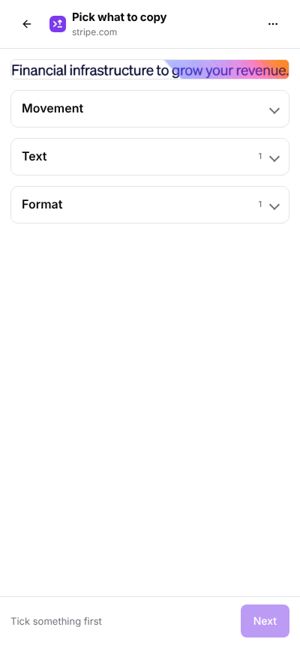 Pick what to copy
stripe.com
Financial infrastructure to grow your revenue.
Movement
Text 1
Format 1
Tick something first
Next